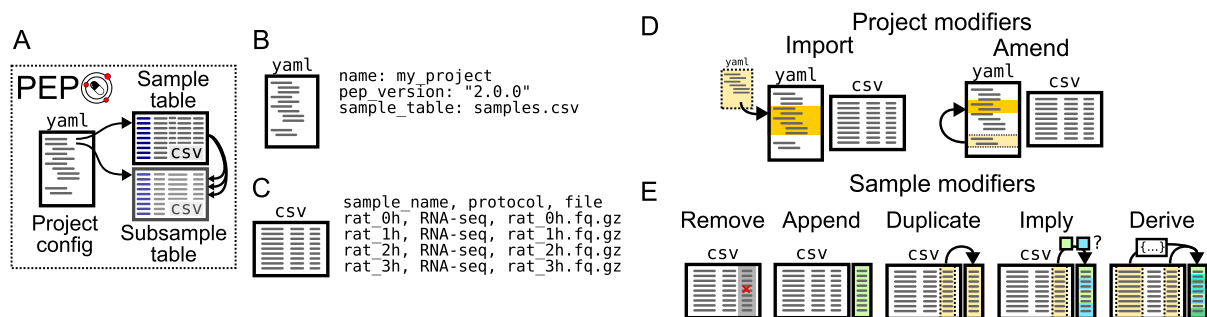 A
PEP
Sample
table
yaml
csv
csv
Project
config
Subsample
table
B
yaml
name: my_project
pep_version: "2.0.0"
sample_table: samples.csv
C
csv
sample_name, protocol, file
rat_0h, RNA-seq, rat_0h.fq.gz
rat_1h, RNA-seq, rat_1h.fq.gz
rat_2h, RNA-seq, rat_2h.fq.gz
rat_3h, RNA-seq, rat_3h.fq.gz
D
Project modifiers
Import
Amend
yaml
yaml
csv
yaml
csv
E
Sample modifiers
Remove
Append
Duplicate
Imply
Derive
csv
csv
csv
csv
?
{...}